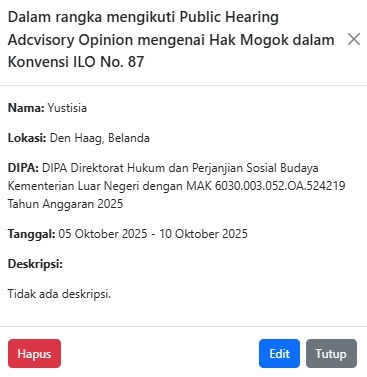 Dalam rangka mengikuti Public Hearing
Adcvisory Opinion mengenai Hak Mogok dalam
Konvensi ILO No. 87
Nama: Yustisia
Lokasi: Den Haag, Belanda
DIPA: DIPA Direktorat Hukum dan Perjanjian Sosial Budaya
Kementerian Luar Negeri dengan MAK 6030.003.052.OA.524219
Tahun Anggaran 2025
Tanggal: 05 Oktober 2025 - 10 Oktober 2025
Deskripsi:
Tidak ada deskripsi.
Hapus Edit Tutup